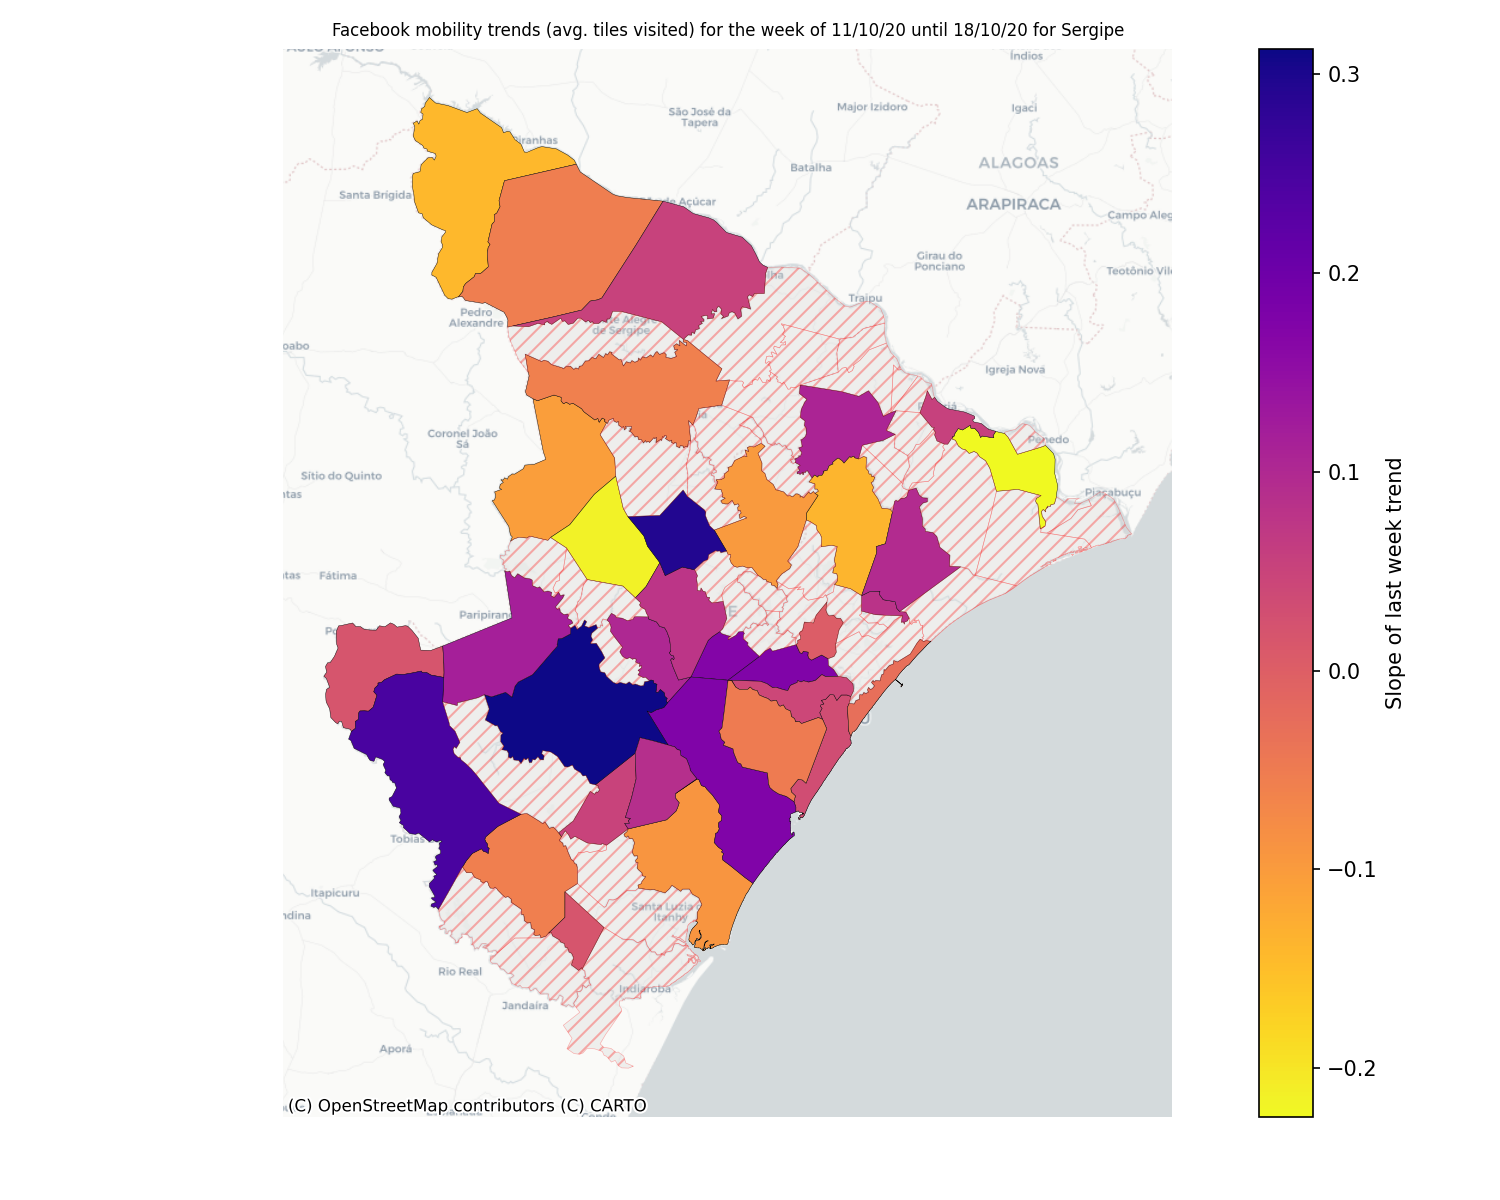 Facebook mobility trends (avg. tiles visited) for the week of 11/10/20 until 18/10/20 for Sergipe
Índios
São José da
Tapera
Major Izidoro
Igaci
Piranhas
Batalha
ALAGOAS
Santa Brígida
de Açúcar
ARAPIRACA
Campo Aleg
Girau do
Ponciano
Teotônio Vile
Traipu
Pedro
Alexandre
de Sergipe
Igreja Nova
Coronel João
Sá
Penedo
Sítio do Quinto
Piaçabuçu
Fátima
Paripiranga
Tobias
Itapicuru
Santa Luzia
Itanhy
Rio Real
Indiaroba
Jandaíra
Aporá
Conde
(C) OpenStreetMap contributors (C) CARTO
0.3
0.2
0.1
0.0
−0.1
−0.2
Slope of last week trend